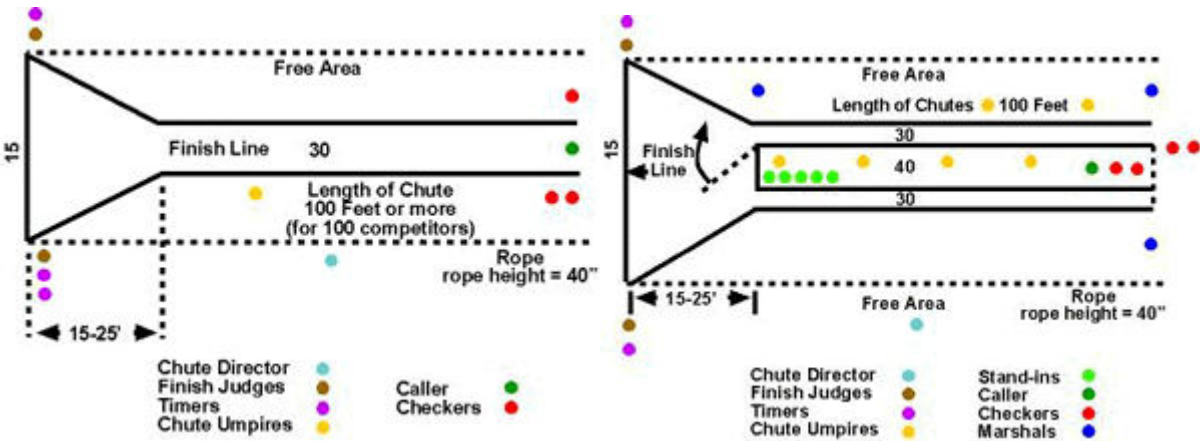 Free Area
15
Finish Line 30
Length of Chute
100 Feet or more
(for 100 competitors)
Rope
rope height = 40"
15-25'
Chute Director
Finish Judges
Timers
Chute Umpires
Caller
Checkers
Free Area
Length of Chutes 100 Feet
30
15
Finish
Line
40
30
15-25'
Free Area
Rope
rope height = 40"
Chute Director
Finish Judges
Timers
Chute Umpires
Stand-ins
Caller
Checkers
Marshals